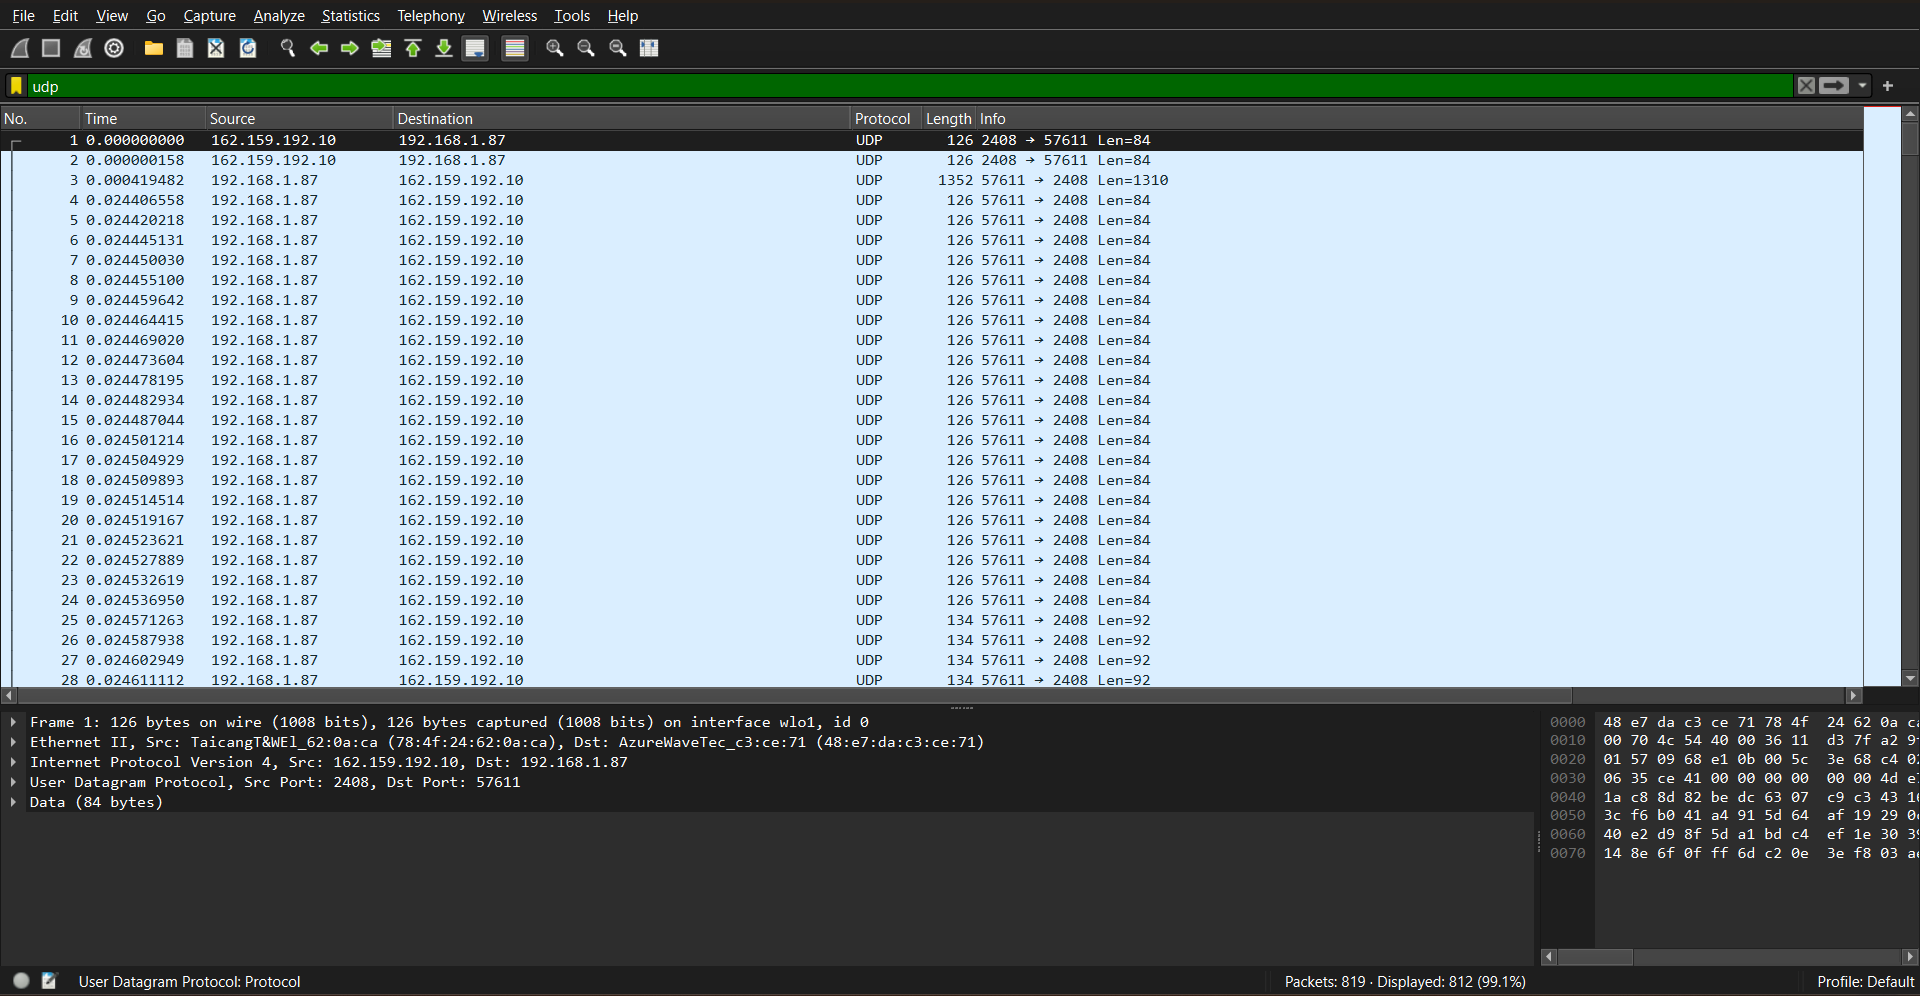 File Edit View Go Capture Analyze Statistics Telephony Wireless Tools Help
udp
No. Time Source Destination Protocol Length Info
1 0.000000000 162.159.192.10 192.168.1.87 UDP 126 2408 → 57611 Len=84
2 0.000000158 162.159.192.10 192.168.1.87 UDP 126 2408 → 57611 Len=84
3 0.000419482 192.168.1.87 162.159.192.10 UDP 1352 57611 → 2408 Len=1310
4 0.024406558 192.168.1.87 162.159.192.10 UDP 126 57611 → 2408 Len=84
5 0.024420218 192.168.1.87 162.159.192.10 UDP 126 57611 → 2408 Len=84
6 0.024445131 192.168.1.87 162.159.192.10 UDP 126 57611 → 2408 Len=84
7 0.024450030 192.168.1.87 162.159.192.10 UDP 126 57611 → 2408 Len=84
8 0.024455100 192.168.1.87 162.159.192.10 UDP 126 57611 → 2408 Len=84
9 0.024459642 192.168.1.87 162.159.192.10 UDP 126 57611 → 2408 Len=84
10 0.024464415 192.168.1.87 162.159.192.10 UDP 126 57611 → 2408 Len=84
11 0.024469020 192.168.1.87 162.159.192.10 UDP 126 57611 → 2408 Len=84
12 0.024473604 192.168.1.87 162.159.192.10 UDP 126 57611 → 2408 Len=84
13 0.024478195 192.168.1.87 162.159.192.10 UDP 126 57611 → 2408 Len=84
14 0.024482934 192.168.1.87 162.159.192.10 UDP 126 57611 → 2408 Len=84
15 0.024487044 192.168.1.87 162.159.192.10 UDP 126 57611 → 2408 Len=84
16 0.024501214 192.168.1.87 162.159.192.10 UDP 126 57611 → 2408 Len=84
17 0.024504929 192.168.1.87 162.159.192.10 UDP 126 57611 → 2408 Len=84
18 0.024509893 192.168.1.87 162.159.192.10 UDP 126 57611 → 2408 Len=84
19 0.024514514 192.168.1.87 162.159.192.10 UDP 126 57611 → 2408 Len=84
20 0.024519167 192.168.1.87 162.159.192.10 UDP 126 57611 → 2408 Len=84
21 0.024523621 192.168.1.87 162.159.192.10 UDP 126 57611 → 2408 Len=84
22 0.024527889 192.168.1.87 162.159.192.10 UDP 126 57611 → 2408 Len=84
23 0.024532619 192.168.1.87 162.159.192.10 UDP 126 57611 → 2408 Len=84
24 0.024536950 192.168.1.87 162.159.192.10 UDP 126 57611 → 2408 Len=84
25 0.024571263 192.168.1.87 162.159.192.10 UDP 134 57611 → 2408 Len=92
26 0.024587938 192.168.1.87 162.159.192.10 UDP 134 57611 → 2408 Len=92
27 0.024602949 192.168.1.87 162.159.192.10 UDP 134 57611 → 2408 Len=92
28 0.024611112 192.168.1.87 162.159.192.10 UDP 134 57611 → 2408 Len=92
Frame 1: 126 bytes on wire (1008 bits), 126 bytes captured (1008 bits) on interface wlo1, id 0
Ethernet II, Src: TaicangT&WEl_62:0a:ca (78:4f:24:62:0a:ca), Dst: AzureWaveTec_c3:ce:71 (48:e7:da:c3:ce:71)
Internet Protocol Version 4, Src: 162.159.192.10, Dst: 192.168.1.87
User Datagram Protocol, Src Port: 2408, Dst Port: 57611
Data (84 bytes)
0000 48 e7 da c3 ce 71 78 4f 24 62 0a
0010 00 70 4c 54 40 00 36 11 d3 7f a2
0020 01 57 09 68 e1 0b 00 5c 3e 68 c4
0030 06 35 ce 41 00 00 00 00 00 00 4d
0040 1a c8 8d 82 be dc 63 07 c9 c3 43
0050 3c f6 b0 41 a4 91 5d 64 af 19 29
0060 40 e2 d9 8f 5d a1 bd c4 ef 1e 30
0070 14 8e 6f 0f ff 6d c2 0e 3e f8 03
User Datagram Protocol: Protocol
Packets: 819 · Displayed: 812 (99.1%)
Profile: Default